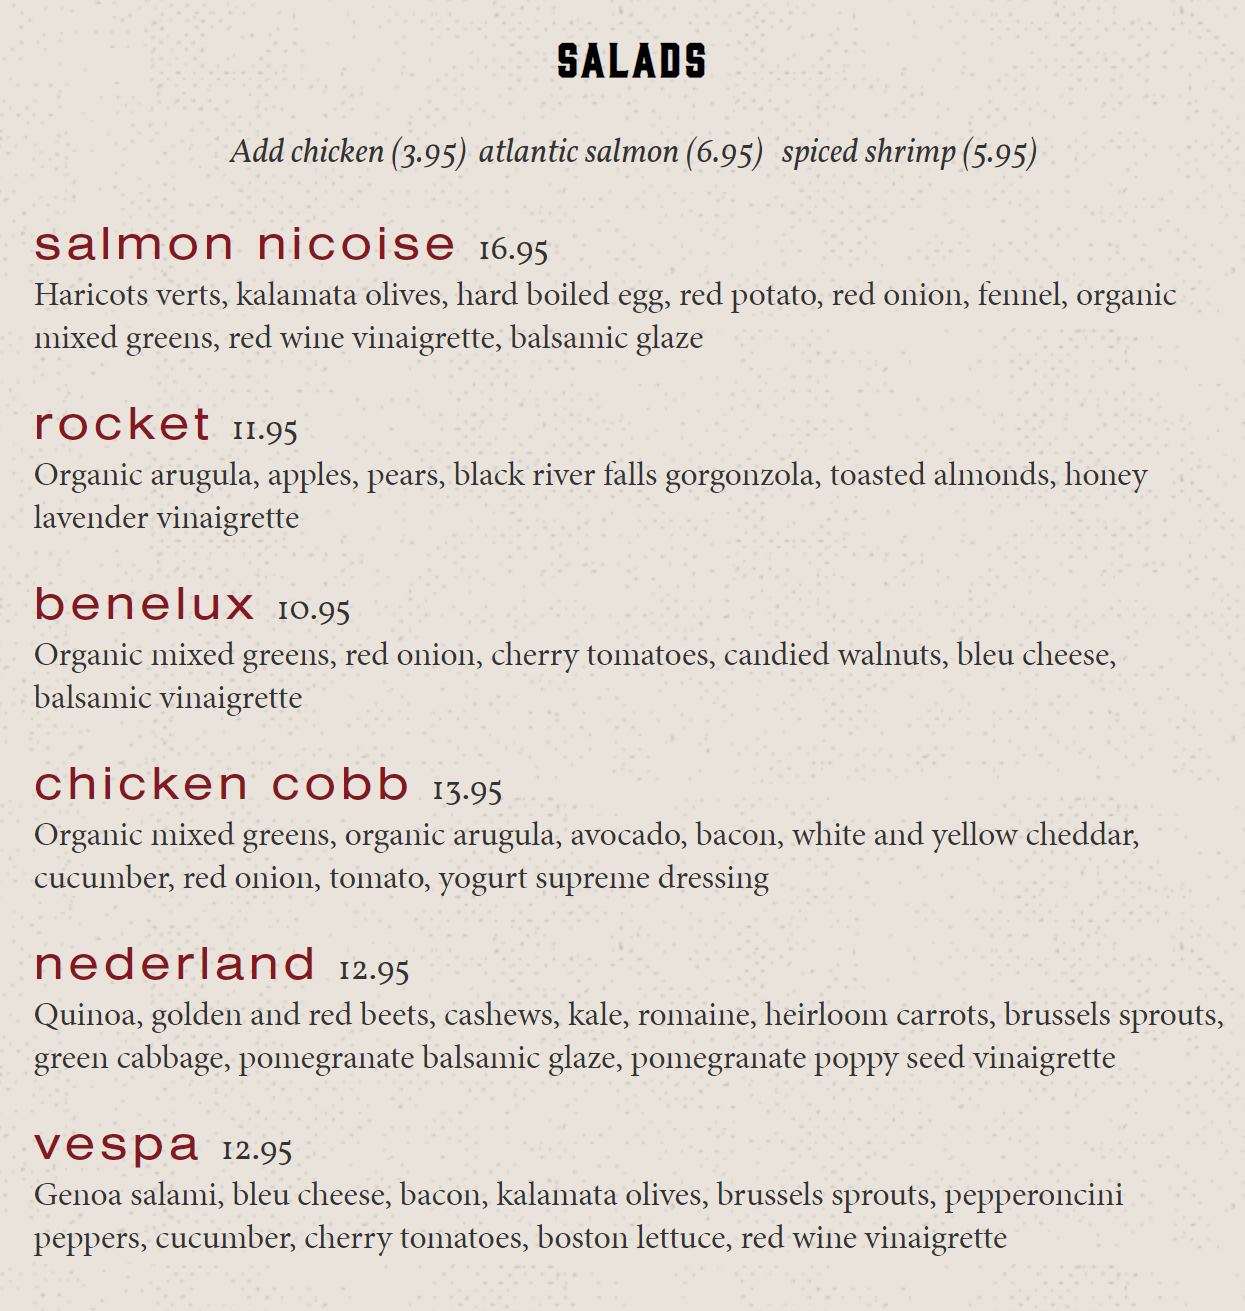 SALADS
Add chicken (3.95) atlantic salmon (6.95) spiced shrimp (5.95)
salmon nicoise 16.95
Haricots verts, kalamata olives, hard boiled egg, red potato, red onion, fennel, organic
mixed greens, red wine vinaigrette, balsamic glaze
rocket 11.95
Organic arugula, apples, pears, black river falls gorgonzola, toasted almonds, honey
lavender vinaigrette
benelux 10.95
Organic mixed greens, red onion, cherry tomatoes, candied walnuts, bleu cheese,
balsamic vinaigrette
chicken cobb 13.95
Organic mixed greens, organic arugula, avocado, bacon, white and yellow cheddar,
cucumber, red onion, tomato, yogurt supreme dressing
nederland 12.95
Quinoa, golden and red beets, cashews, kale, romaine, heirloom carrots, brussels sprouts,
green cabbage, pomegranate balsamic glaze, pomegranate poppy seed vinaigrette
vespa 12.95
Genoa salami, bleu cheese, bacon, kalamata olives, brussels sprouts, pepperoncini
peppers, cucumber, cherry tomatoes, boston lettuce, red wine vinaigrette